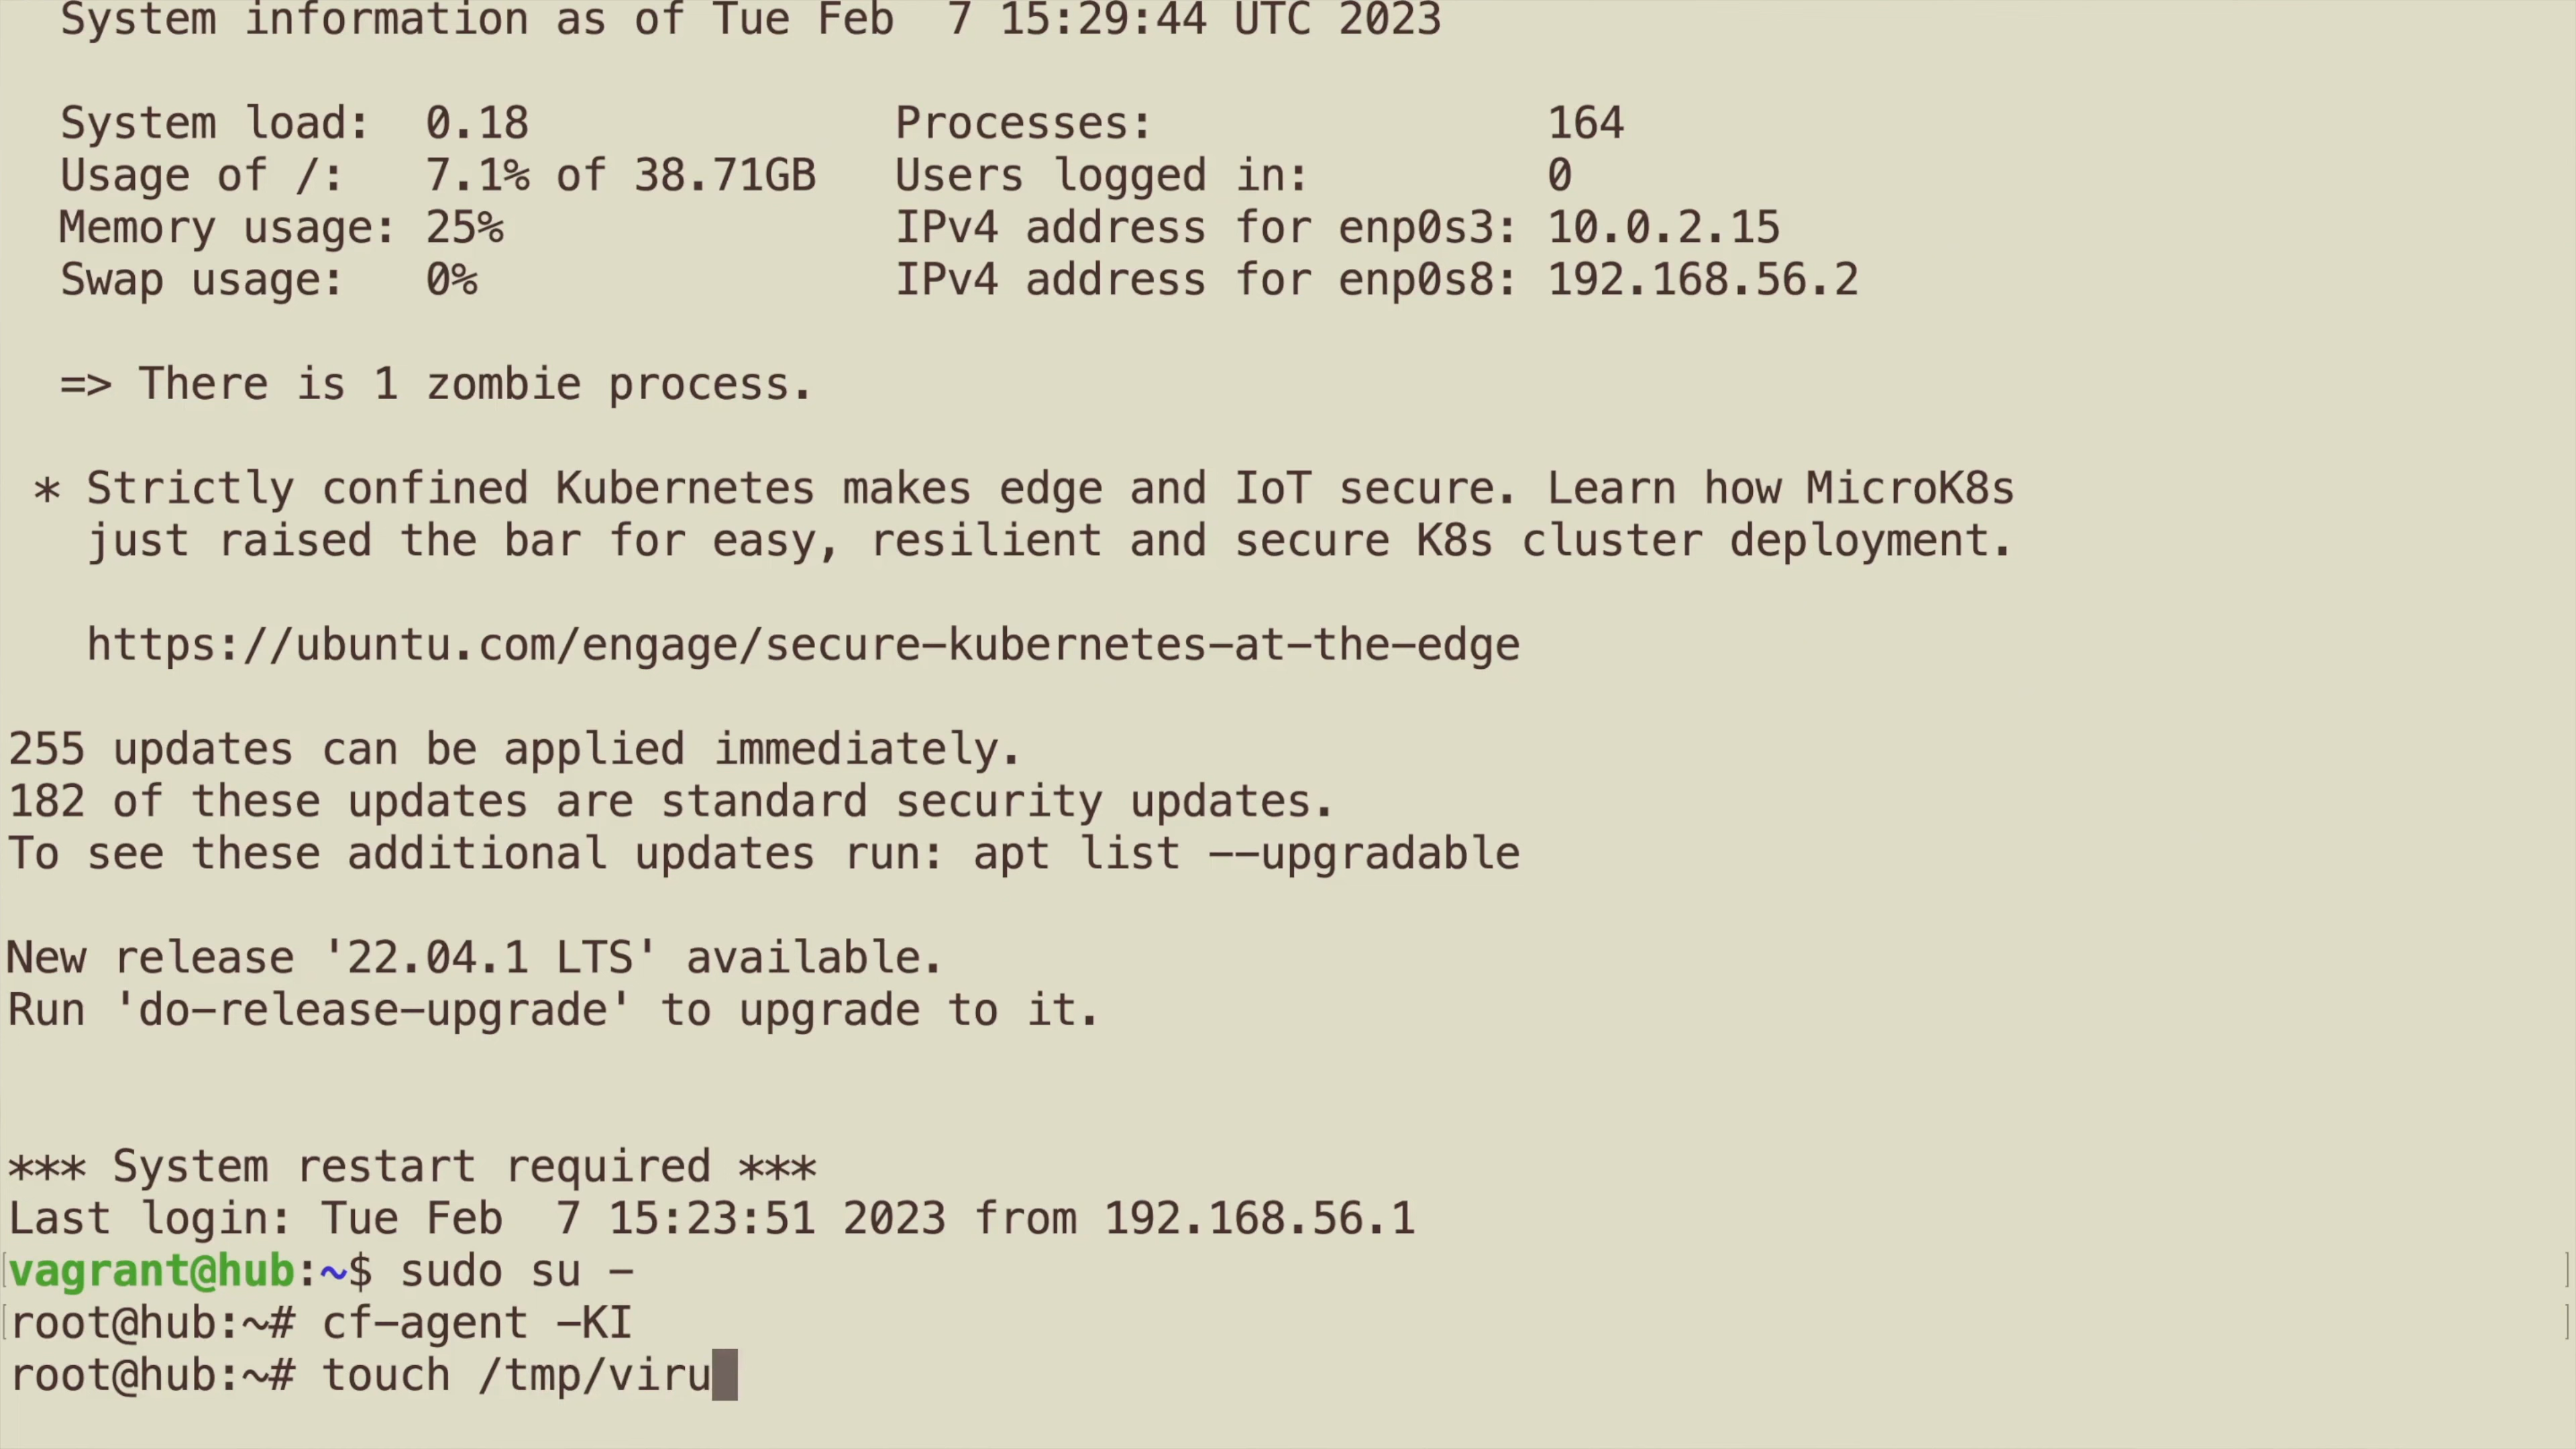 System information as of Tue Feb  7 15:29:44 UTC 2023
System load:  0.18               Processes:               164
Usage of /:   7.1% of 38.71GB   Users logged in:         0
Memory usage: 25%                IPv4 address for enp0s3: 10.0.2.15
Swap usage:   0%                 IPv4 address for enp0s8: 192.168.56.2
=> There is 1 zombie process.
* Strictly confined Kubernetes makes edge and IoT secure. Learn how MicroK8s
just raised the bar for easy, resilient and secure K8s cluster deployment.
https://ubuntu.com/engage/secure-kubernetes-at-the-edge
255 updates can be applied immediately.
182 of these updates are standard security updates.
To see these additional updates run: apt list --upgradable
New release '22.04.1 LTS' available.
Run 'do-release-upgrade' to upgrade to it.
*** System restart required ***
Last login: Tue Feb  7 15:23:51 2023 from 192.168.56.1
[vagrant@hub:~$ sudo su - ]
[root@hub:~# cf-agent -KI ]
root@hub:~# touch /tmp/viru